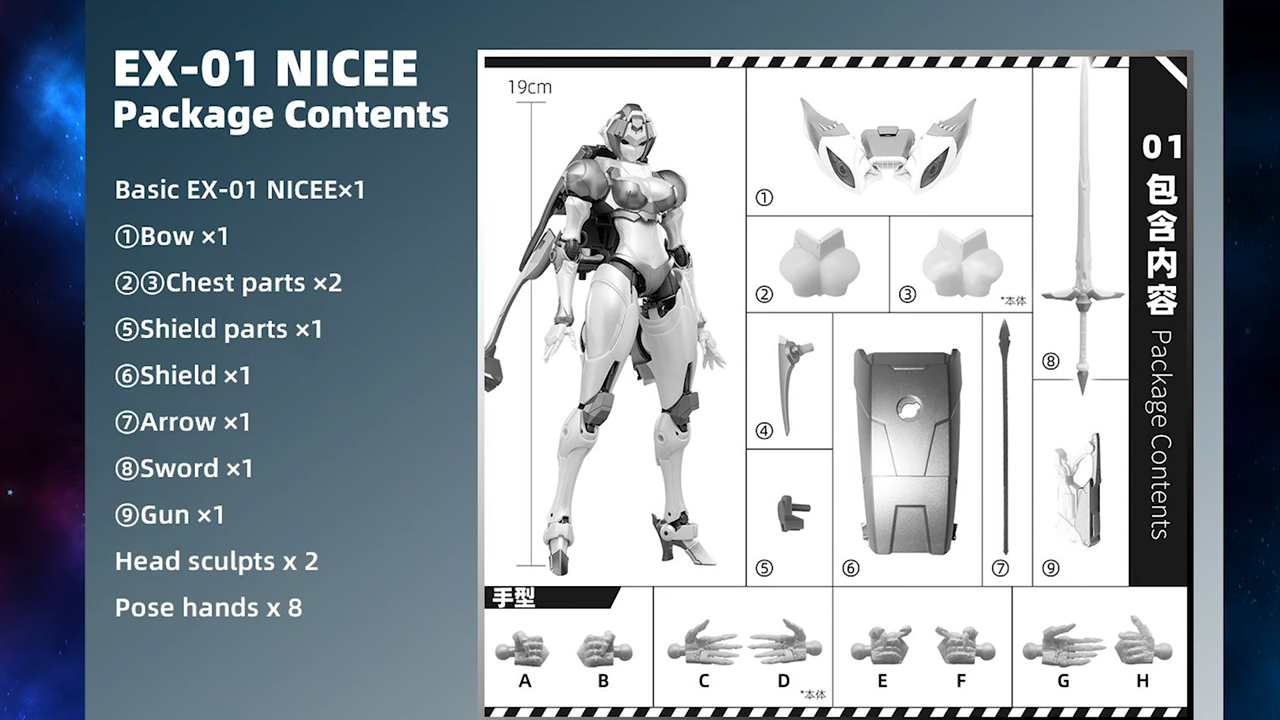 EX-01 NICEE
Package Contents
Basic EX-01 NICEE×1
①Bow ×1
②③Chest parts ×2
⑤Shield parts ×1
⑥Shield ×1
⑦Arrow ×1
⑧Sword ×1
⑨Gun ×1
Head sculpts x 2
Pose hands x 8
19cm
①
②
③
*本体
④
⑤
⑥
⑦
⑧
⑨
01 包含内容 Package Contents
手型
A
B
C
D
*本体
E
F
G
H